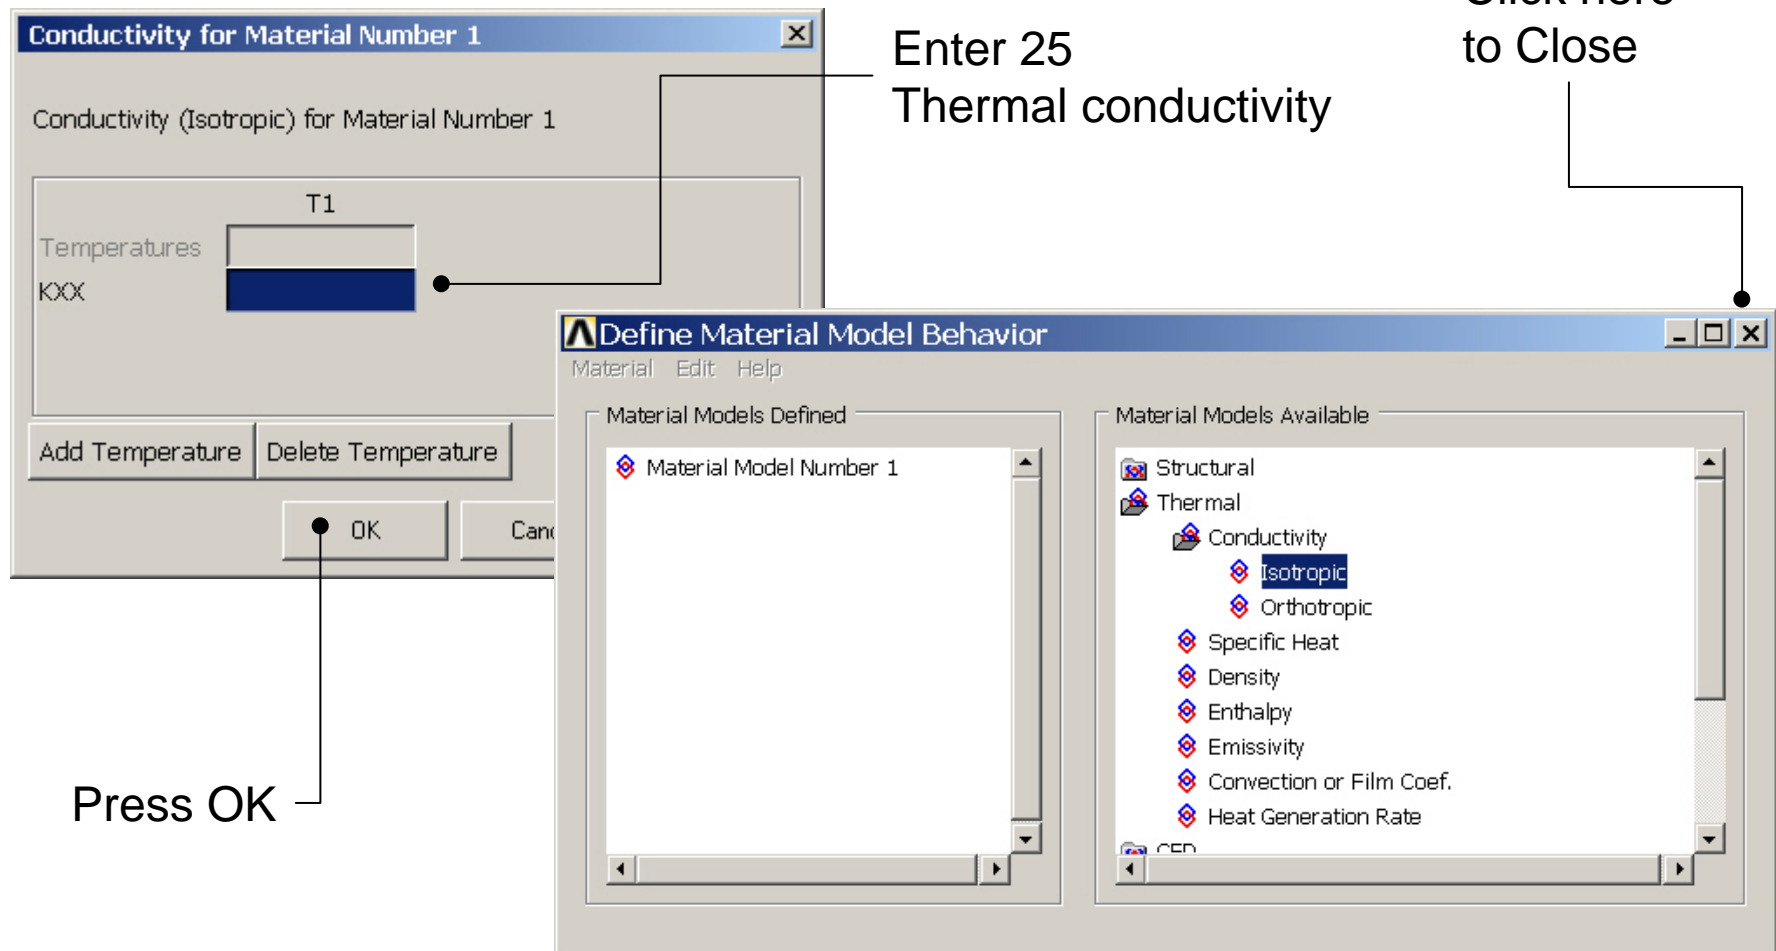 Conductivity for Material Number 1
Conductivity (Isotropic) for Material Number 1
T1
Temperatures
KXX
Add Temperature Delete Temperature
OK
Enter 25
Thermal conductivity
Click here
to Close
Press OK
Define Material Model Behavior
Material Edit Help
Material Models Defined
Material Model Number 1
Material Models Available
Structural
Thermal
Conductivity
Isotropic
Orthotropic
Specific Heat
Density
Enthalpy
Emissivity
Convection or Film Coef.
Heat Generation Rate
CFD